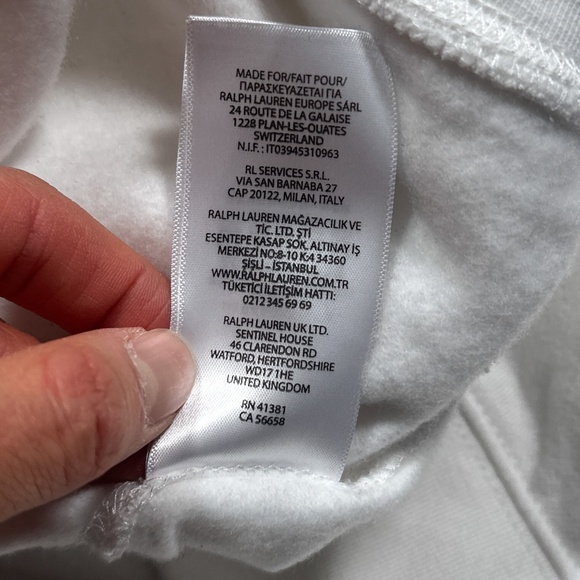 MADE FOR/FAIT POUR/
ΠΑΡΑΣΚΕΥΑΖΕΤΑΙ ΓΙΑ
RALPH LAUREN EUROPE SÁRL
24 ROUTE DE LA GALAISE
1228 PLAN-LES-OUATES
SWITZERLAND
N.I.F. : IT03945310963
RL SERVICES S.R.L.
VIA SAN BARNABA 27
CAP 20122, MILAN, ITALY
RALPH LAUREN MAĞAZACILIK VE
TİC. LTD. ŞTİ
ESENTEPE KASAP SOK. ALTINAY İŞ
MERKEZİ NO:8-10 K:4 34360
ŞİŞLİ – İSTANBUL
WWW.RALPHLAUREN.COM.TR
TÜKETİCİ İLETİŞİM HATTI:
0212 345 69 69
RALPH LAUREN UK LTD.
SENTINEL HOUSE
46 CLARENDON RD
WATFORD, HERTFORDSHIRE
WD17 1HE
UNITED KINGDOM
RN 41381
CA 56658